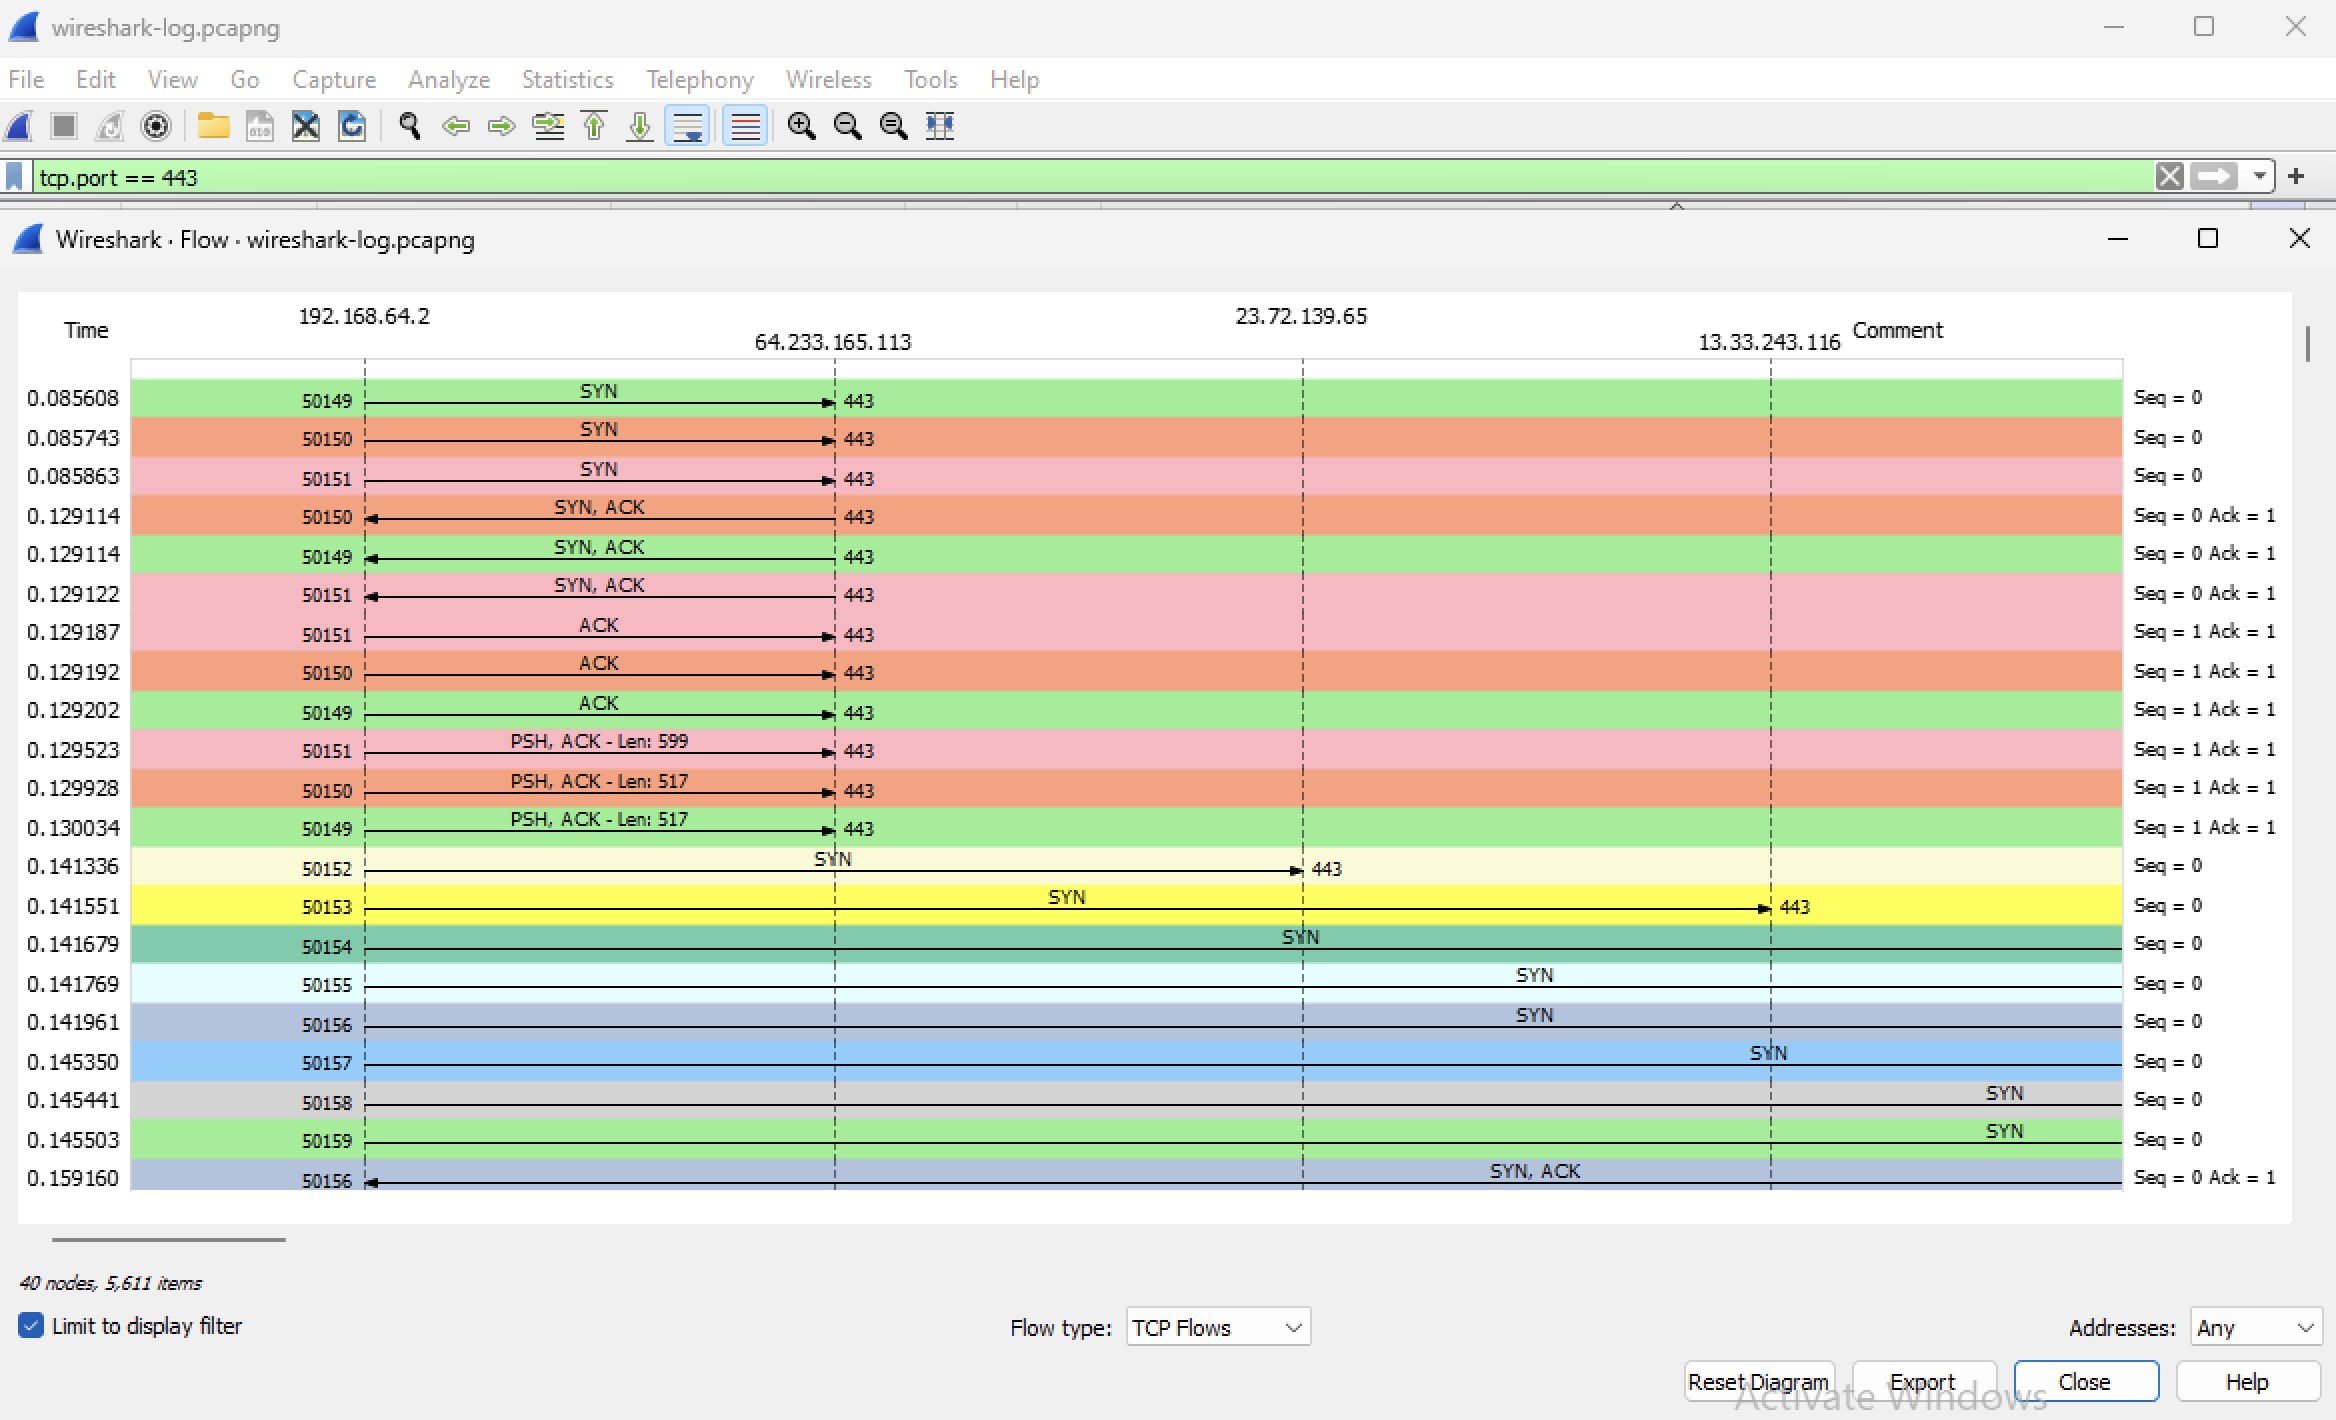 wireshark-log.pcapng
File Edit View Go Capture Analyze Statistics Telephony Wireless Tools Help
tcp.port == 443
Wireshark · Flow · wireshark-log.pcapng
192.168.64.2 23.72.139.65
Time Comment
64.233.165.113 13.33.243.116
0.085608 50149 SYN 443 Seq = 0
0.085743 50150 SYN 443 Seq = 0
0.085863 50151 SYN 443 Seq = 0
0.129114 50150 SYN, ACK 443 Seq = 0 Ack = 1
0.129114 50149 SYN, ACK 443 Seq = 0 Ack = 1
0.129122 50151 SYN, ACK 443 Seq = 0 Ack = 1
0.129187 50151 ACK 443 Seq = 1 Ack = 1
0.129192 50150 ACK 443 Seq = 1 Ack = 1
0.129202 50149 ACK 443 Seq = 1 Ack = 1
0.129523 50151 PSH, ACK - Len: 599 443 Seq = 1 Ack = 1
0.129928 50150 PSH, ACK - Len: 517 443 Seq = 1 Ack = 1
0.130034 50149 PSH, ACK - Len: 517 443 Seq = 1 Ack = 1
0.141336 50152 SYN 443 Seq = 0
0.141551 50153 SYN 443 Seq = 0
0.141679 50154 SYN Seq = 0
0.141769 50155 SYN Seq = 0
0.141961 50156 SYN Seq = 0
0.145350 50157 SYN Seq = 0
0.145441 50158 SYN Seq = 0
0.145503 50159 SYN Seq = 0
0.159160 50156 SYN, ACK Seq = 0 Ack = 1
40 nodes, 5,611 items
Limit to display filter Flow type: TCP Flows Addresses: Any
Reset Diagram Export Close Help
Activate Windows